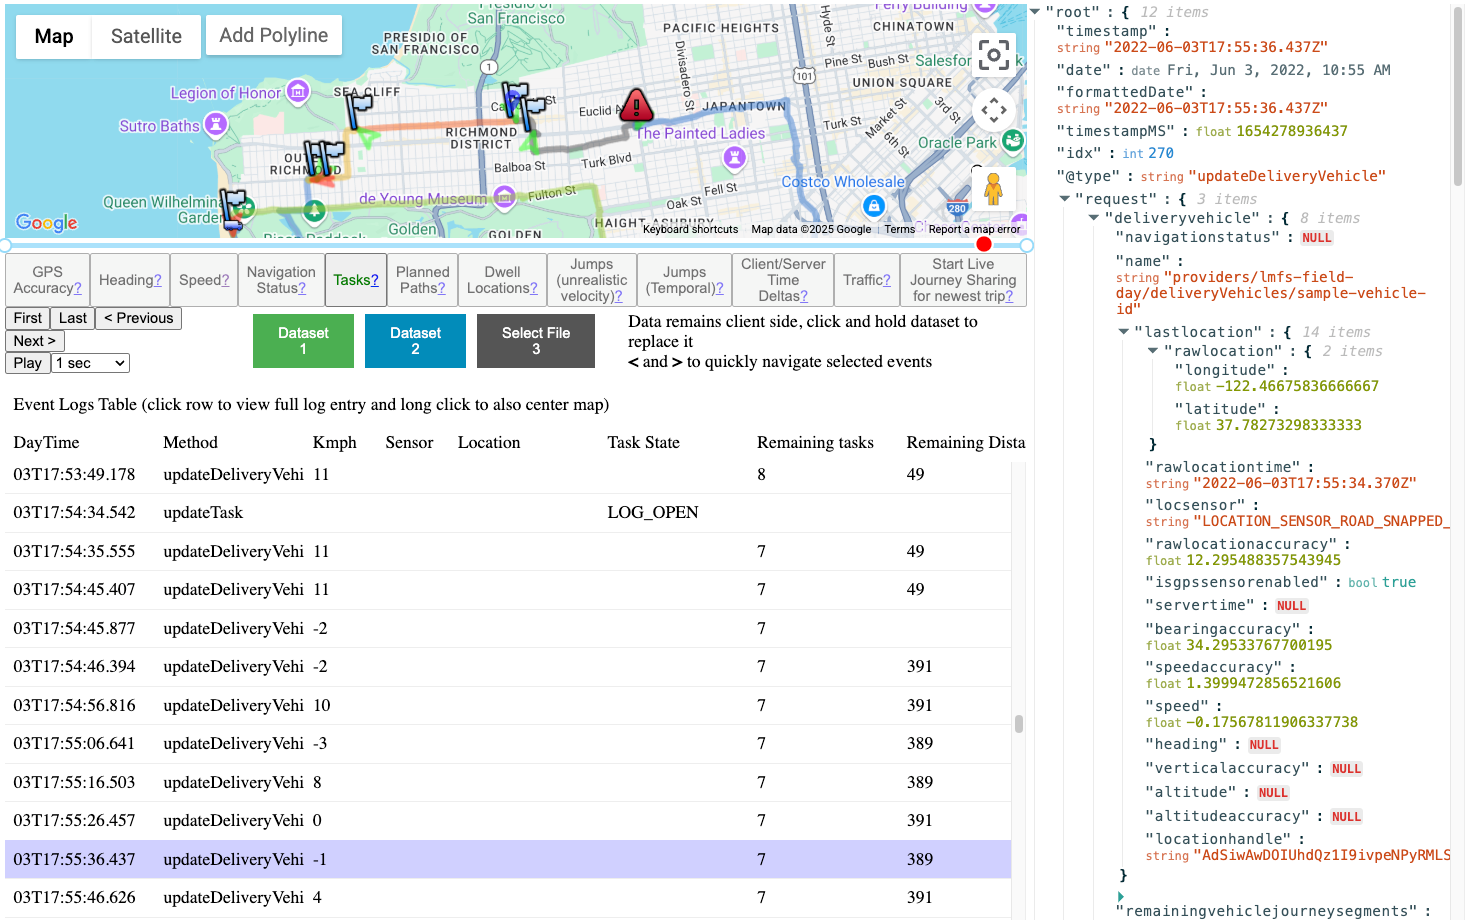 Map
Satellite
Add Polyline
Presidio of
San Francisco
PRESIDIO OF
SAN FRANCISCO
PACIFIC HEIGHTS
Ferry Building
CHINATOWN
Hyde St
Divisadero St
1
101
Pine St
Bush St
Salesfor
UNION SQUARE
3rd St
Legion of Honor
SEA CLIFF
Sutro Baths
Euclid
JAPANTOWN
Market St
RICHMOND
DISTRICT
The Painted Ladies
Turk St
6th St
Oracle Park
Balboa St
Turk Blvd
de Young Museum
Oak St
Fell St
Costco Wholesale
Queen Wilhelmina
Garden
Fulton St
280
Golden
GOLDEN
HAIGHT-ASHBURY
Google
Keyboard shortcuts
Map data ©2025 Google
Terms
Report a map error
GPS
Accuracy?
Heading?
Speed?
Navigation
Status?
Tasks?
Planned
Paths?
Dwell
Locations?
Jumps
(unrealistic
velocity)?
Jumps
(Temporal)?
Client/Server
Time
Deltas?
Traffic?
Start Live
Journey Sharing
for newest trip?
First
Last
< Previous
Next >
Play
1 sec
Dataset
1
Dataset
2
Select File
3
Data remains client side, click and hold dataset to
replace it
< and > to quickly navigate selected events
Event Logs Table (click row to view full log entry and long click to also center map)
DayTime Method Kmph Sensor Location Task State Remaining tasks Remaining Dista
03T17:53:49.178 updateDeliveryVehi 11 8 49
03T17:54:34.542 updateTask LOG_OPEN
03T17:54:35.555 updateDeliveryVehi 11 7 49
03T17:54:45.407 updateDeliveryVehi 11 7 49
03T17:54:45.877 updateDeliveryVehi -2 7
03T17:54:46.394 updateDeliveryVehi -2 7 391
03T17:54:56.816 updateDeliveryVehi 10 7 391
03T17:55:06.641 updateDeliveryVehi -3 7 389
03T17:55:16.503 updateDeliveryVehi 8 7 389
03T17:55:26.457 updateDeliveryVehi 0 7 391
03T17:55:36.437 updateDeliveryVehi -1 7 389
03T17:55:46.626 updateDeliveryVehi 4 7 391
"root" : { 12 items
"timestamp" :
string "2022-06-03T17:55:36.437Z"
"date" : date Fri, Jun 3, 2022, 10:55 AM
"formattedDate" :
string "2022-06-03T17:55:36.437Z"
"timestampMS" : float 1654278936437
"idx" : int 270
"@type" : string "updateDeliveryVehicle"
"request" : { 3 items
"deliveryvehicle" : { 8 items
"navigationstatus" : NULL
"name" :
string "providers/lmfs-field-
day/deliveryVehicles/sample-vehicle-
id"
"lastlocation" : { 14 items
"rawlocation" : { 2 items
"longitude" :
float -122.46675836666667
"latitude" :
float 37.78273298333333
}
"rawlocationtime" :
string "2022-06-03T17:55:34.370Z"
"locsensor" :
string "LOCATION_SENSOR_ROAD_SNAPPED_
"rawlocationaccuracy" :
float 12.295488357543945
"isgpssensorenabled" : bool true
"servertime" : NULL
"bearingaccuracy" :
float 34.29533767700195
"speedaccuracy" :
float 1.3999472856521606
"speed" :
float -0.17567811906337738
"heading" : NULL
"verticalaccuracy" : NULL
"altitude" : NULL
"altitudeaccuracy" : NULL
"locationhandle" :
string "AdSiwAwDOIUhdQz1I9ivpeNPyRMLS
}
"remainingvehiclejourneysegments" :